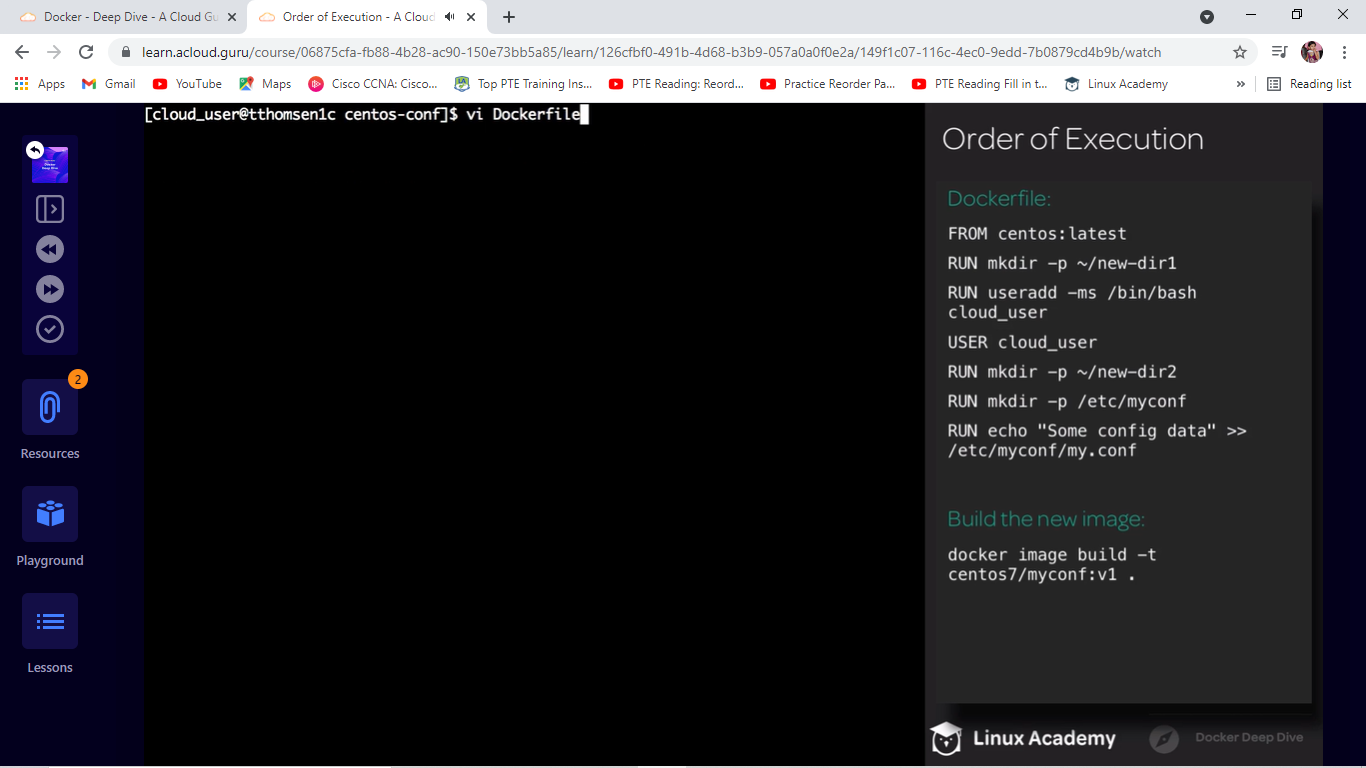 Docker - Deep Dive - A Cloud Gu
Order of Execution - A Cloud
learn.acloud.guru/course/06875cfa-fb88-4b28-ac90-150e73bb5a85/learn/126cfbf0-491b-4d68-b3b9-057a0a0f0e2a/149f1c07-116c-4ec0-9edd-7b0879cd4b9b/watch
Apps
Gmail
YouTube
Maps
Cisco CCNA: Cisco...
Top PTE Training Ins...
PTE Reading: Reord...
Practice Reorder Pa...
PTE Reading Fill in t...
Linux Academy
»
Reading list
[cloud_user@tthomsen1c centos-conf]$ vi Dockerfile
2
Resources
Playground
Lessons
Order of Execution
Dockerfile:
FROM centos:latest
RUN mkdir -p ~/new-dir1
RUN useradd -ms /bin/bash
cloud_user
USER cloud_user
RUN mkdir -p ~/new-dir2
RUN mkdir -p /etc/myconf
RUN echo "Some config data" >>
/etc/myconf/my.conf
Build the new image:
docker image build -t
centos7/myconf:v1 .
Linux Academy
Docker Deep Dive